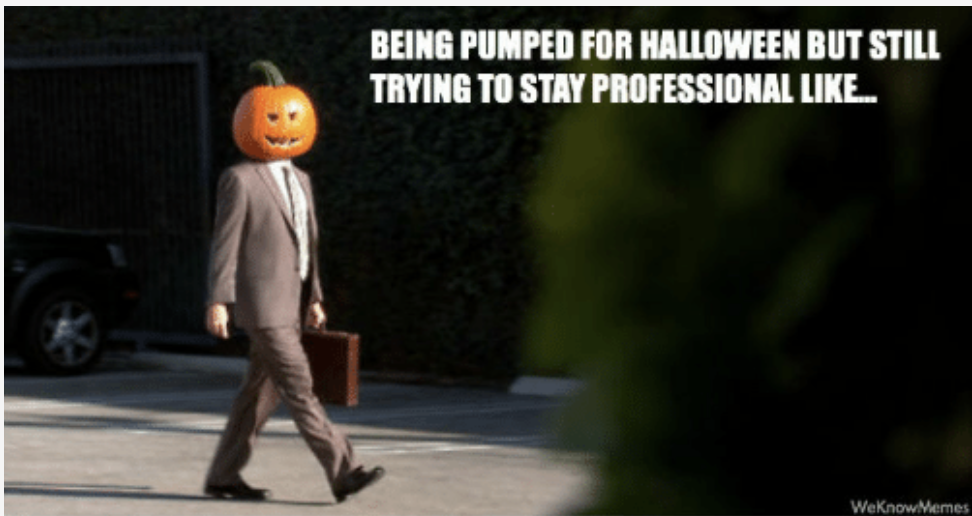 BEING PUMPED FOR HALLOWEEN BUT STILL
TRYING TO STAY PROFESSIONAL LIKE...
WeKnowMemes